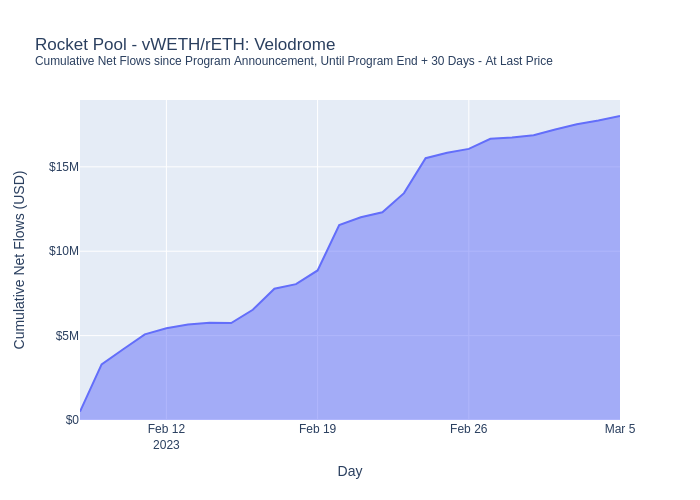 Rocket Pool - vWETH/rETH: Velodrome
Cumulative Net Flows since Program Announcement, Until Program End + 30 Days - At Last Price
Cumulative Net Flows (USD)
$15M
$10M
$5M
$0
Feb 12
2023
Feb 19
Feb 26
Mar 5
Day